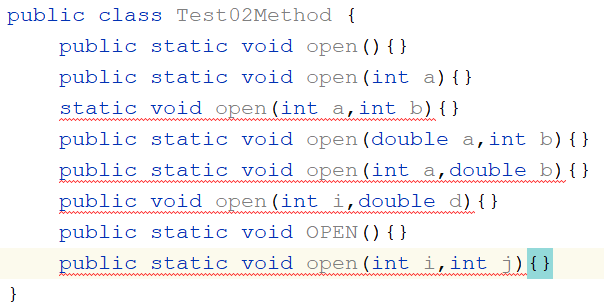 public class Test02Method {
    public static void open(){}
    public static void open(int a){}
    static void open(int a,int b){}
    public static void open(double a,int b){}
    public static void open(int a,double b){}
    public void open(int i,double d){}
    public static void OPEN(){}
    public static void open(int i,int j){}
}